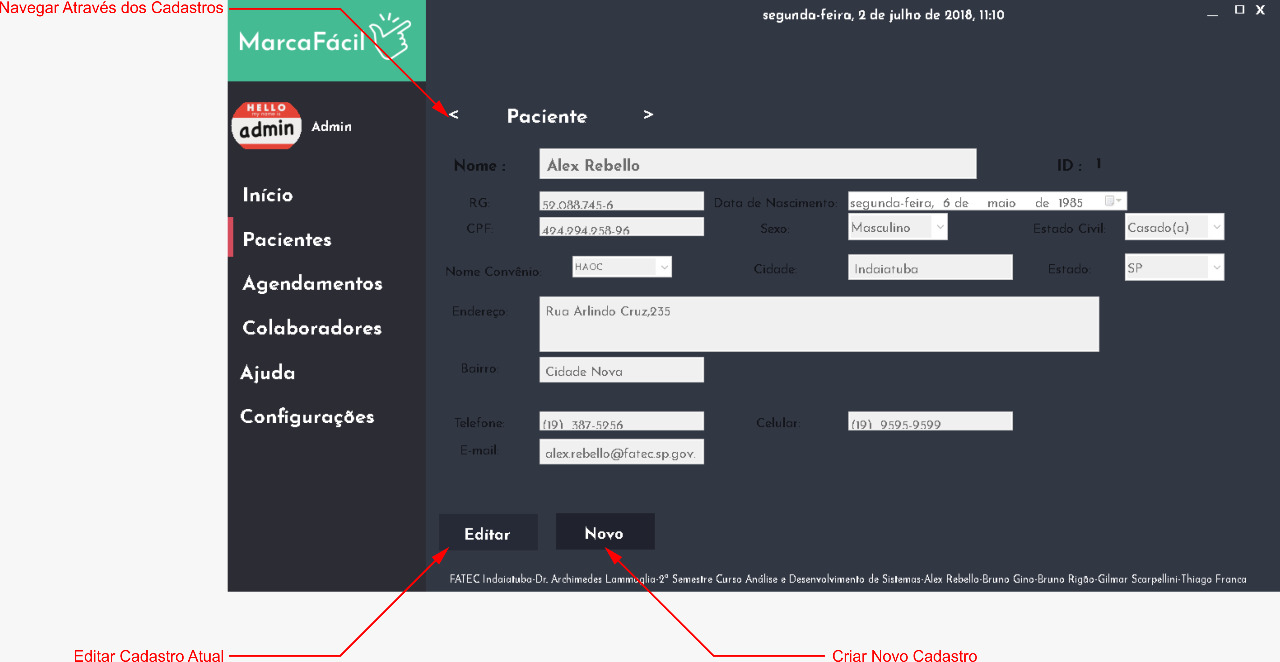 Navegar Através dos Cadastros
segunda-feira, 2 de julho de 2018, 11:10
MarcaFácil
HELLO
my name is
admin
Admin
< Paciente >
Nome : Alex Rebello ID : 1
RG: 59.088.745-6 Data de Nascimento: segunda-feira, 6 de maio de 1985
CPF: 424.294.258-96 Sexo: Masculino Estado Civil: Casado(a)
Nome Convênio: HAOC Cidade: Indaiatuba Estado: SP
Endereço: Rua Arlindo Cruz,235
Bairro: Cidade Nova
Telefone: (19) 387-5256 Celular: (19) 9595-9599
E-mail: alex.rebello@fatec.sp.gov.
Início
Pacientes
Agendamentos
Colaboradores
Ajuda
Configurações
Editar Novo
FATEC Indaiatuba-Dr. Archimedes Lammoglia-2º Semestre Curso Análise e Desenvolvimento de Sistemas-Alex Rebello-Bruno Gino-Bruno Rigão-Gilmar Scarpellini-Thiago Franca
Editar Cadastro Atual
Criar Novo Cadastro